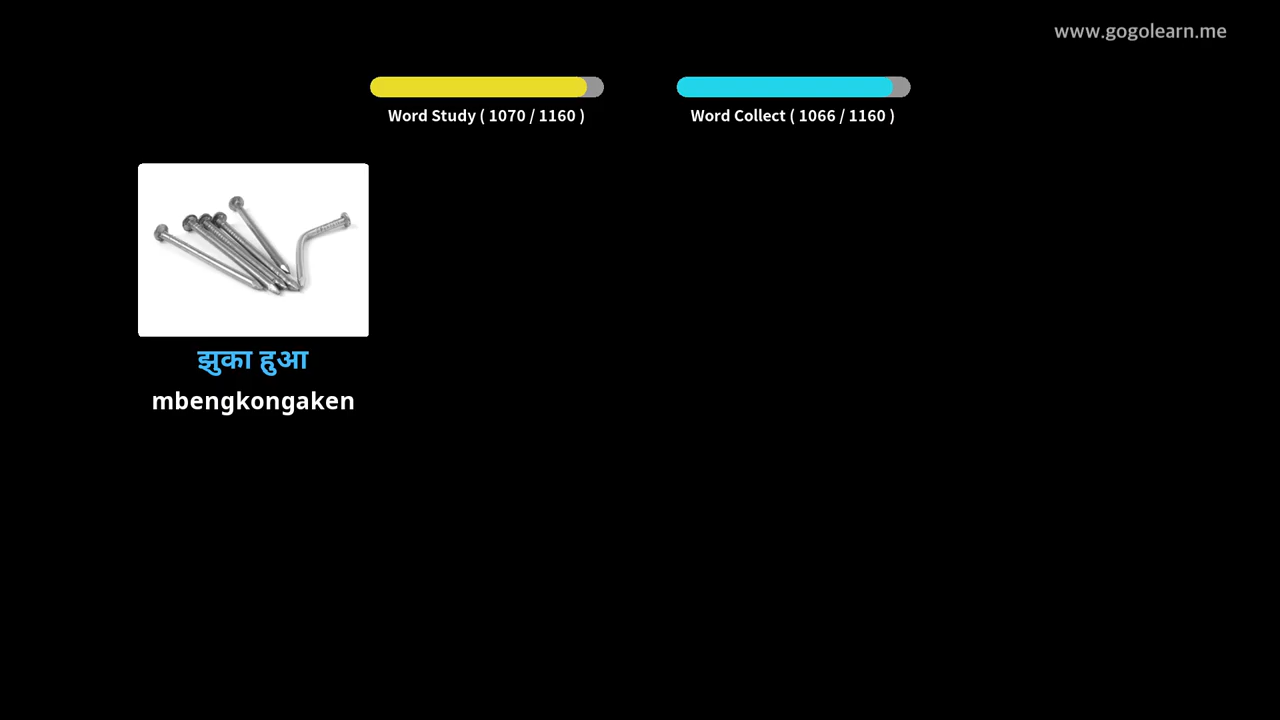 www.gogolearn.me
Word Study ( 1070 / 1160 )
Word Collect ( 1066 / 1160 )
झुका हुआ
mbengkongaken